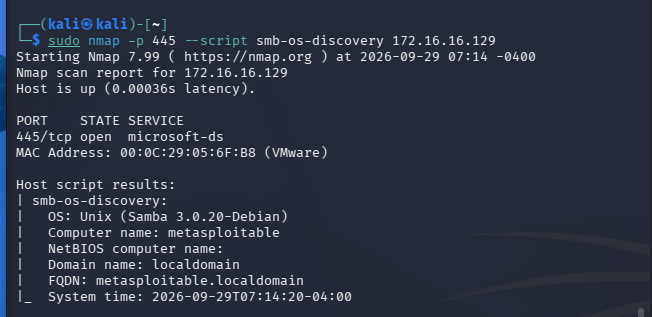 ┌──(kali㉿kali)-[~]
└─$ sudo nmap -p 445 --script smb-os-discovery 172.16.16.129
Starting Nmap 7.99 ( https://nmap.org ) at 2026-09-29 07:14 -0400
Nmap scan report for 172.16.16.129
Host is up (0.00036s latency).

PORT    STATE SERVICE
445/tcp open  microsoft-ds
MAC Address: 00:0C:29:05:6F:B8 (VMware)

Host script results:
| smb-os-discovery:
|   OS: Unix (Samba 3.0.20-Debian)
|   Computer name: metasploitable
|   NetBIOS computer name:
|   Domain name: localdomain
|   FQDN: metasploitable.localdomain
|_  System time: 2026-09-29T07:14:20-04:00